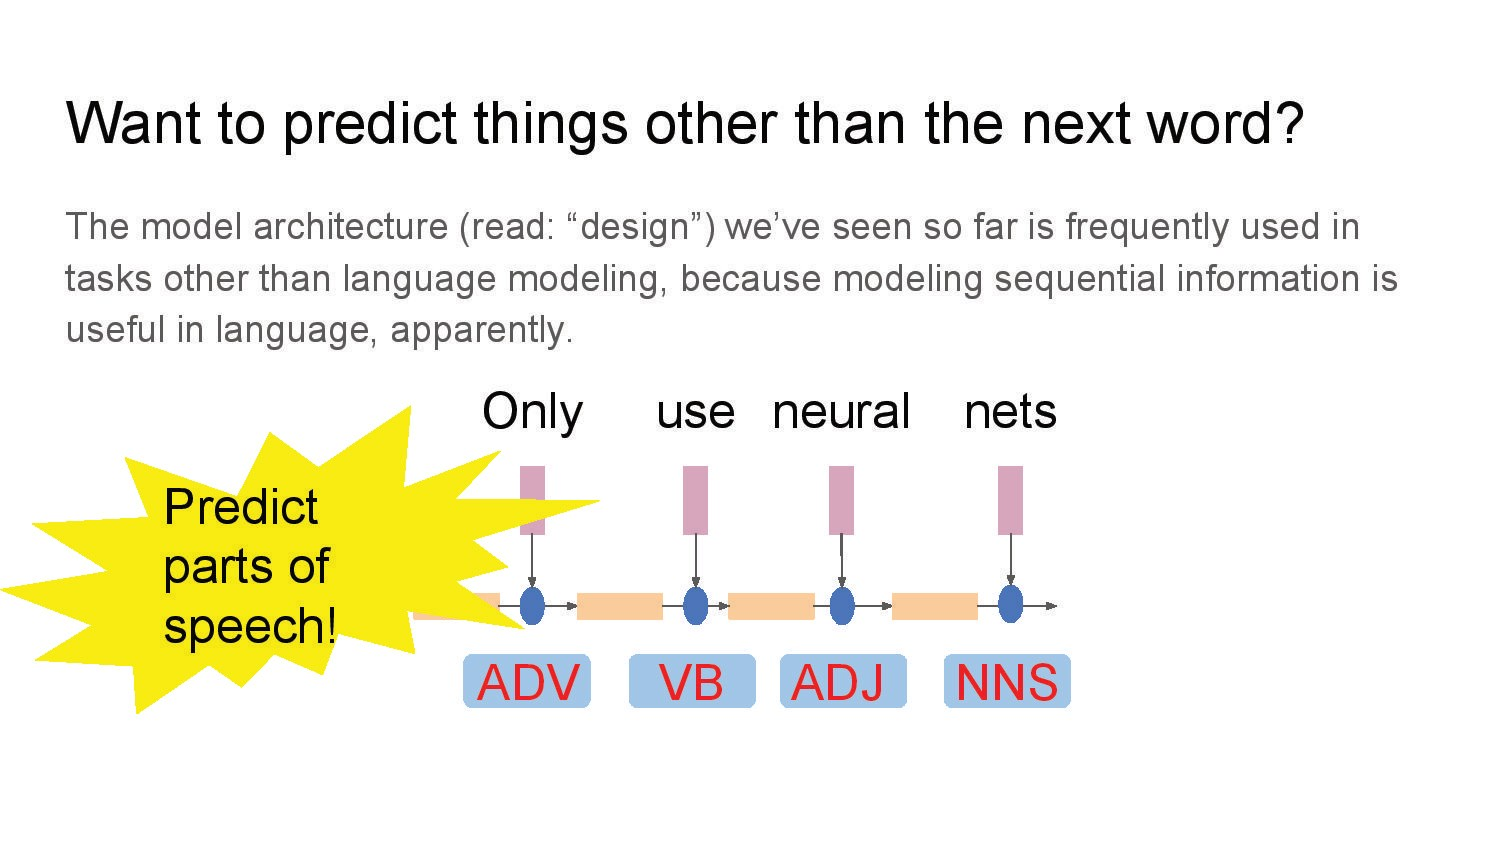 Want to predict things other than the next word?
The model architecture (read: “design”) we’ve seen so far is frequently used in
tasks other than language modeling, because modeling sequential information is
useful in language, apparently.
Only use neural nets
Predict
parts of
speech!
ADV VB ADJ NNS